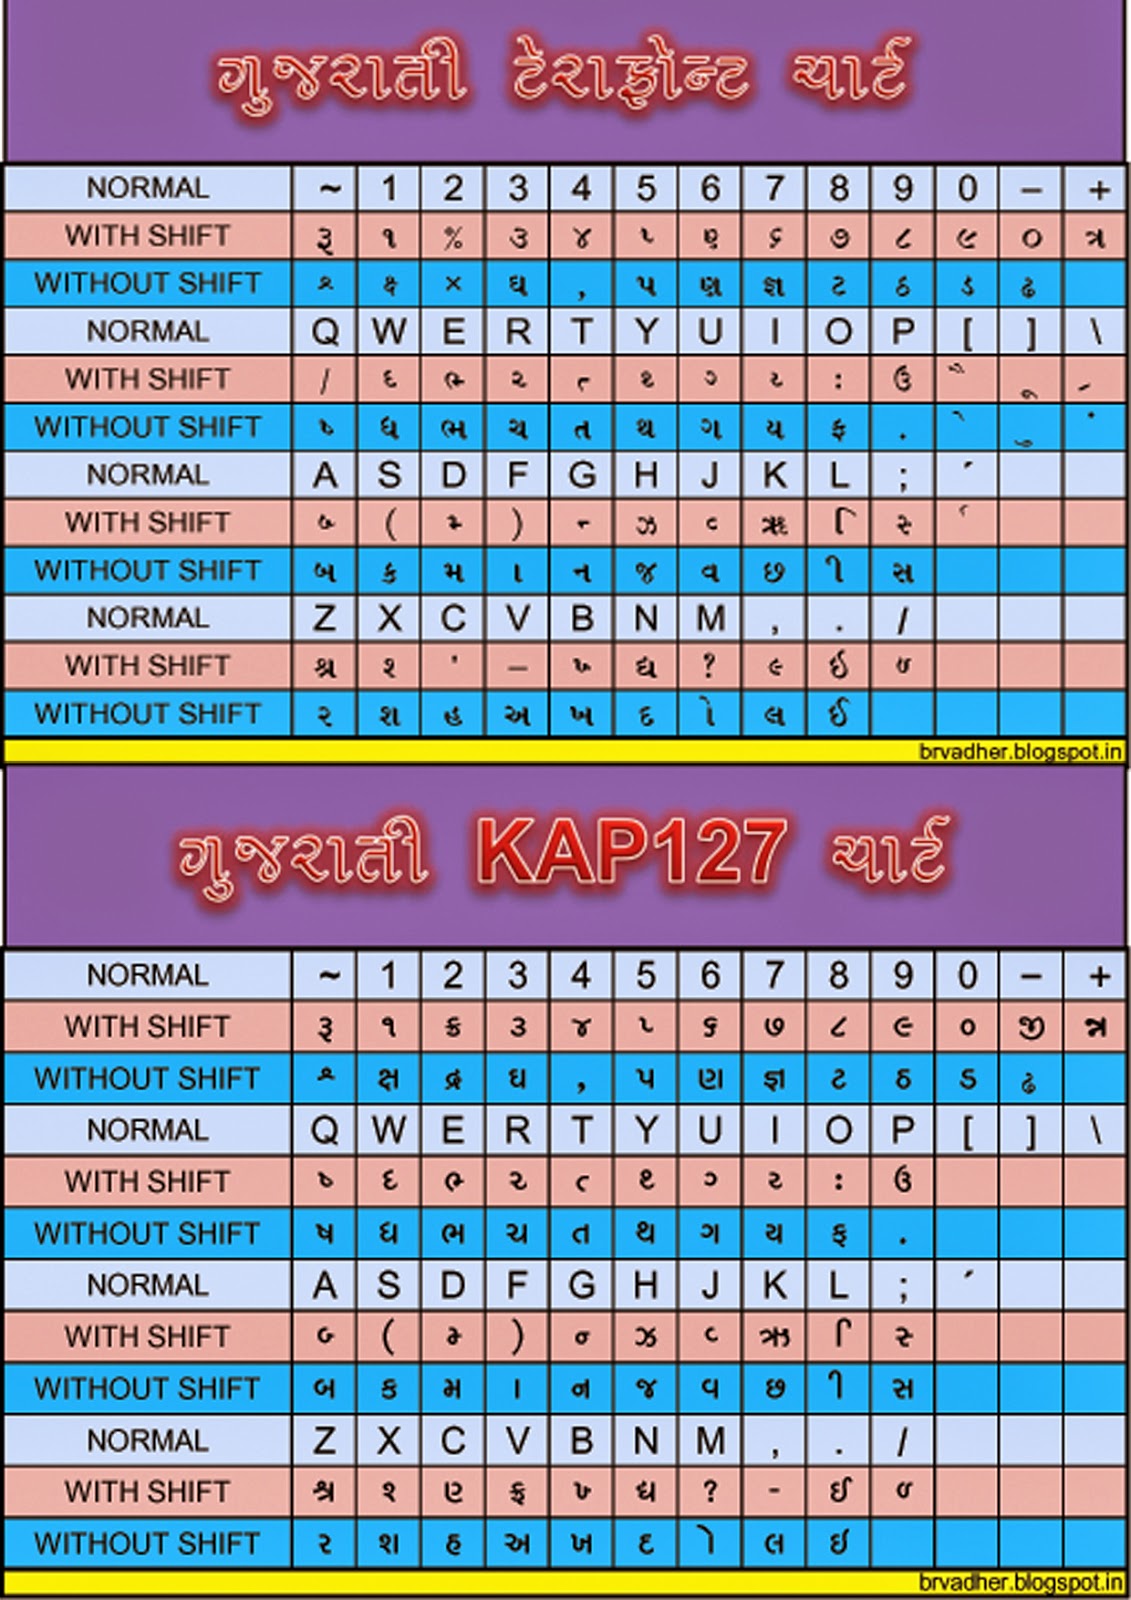 ગુજરાતી ટેરાફોન્ટ ચાર્ટ
NORMAL ~ 1 2 3 4 5 6 7 8 9 0 – +
WITH SHIFT રૂ ૧ % ૩ ૪ ૫ ૬ ૭ ૮ ૯ ૦ ત્ર
WITHOUT SHIFT ક્ષ × ઘ , પ ણ જ્ઞ ટ ઠ ડ ઢ
NORMAL Q W E R T Y U I O P [ ] \
WITH SHIFT / દ ભ્ ચ્ ત્ થ્ ગ્ ય્ : ઉ
WITHOUT SHIFT ષ્ ધ ભ ચ ત થ ગ ય ફ .
NORMAL A S D F G H J K L ; ′
WITH SHIFT બ્ ( મ્ ) ન્ ઝ વ્ ઋ િ સ્
WITHOUT SHIFT બ ક મ ા ન જ વ છ ી સ
NORMAL Z X C V B N M , . /
WITH SHIFT શ્ર ' – ખ્ દ્ય ? લ્ ઈ
WITHOUT SHIFT ર શ હ અ ખ દ ો લ ઈ
brvadher.blogspot.in
ગુજરાતી KAP127 ચાર્ટ
NORMAL ~ 1 2 3 4 5 6 7 8 9 0 – +
WITH SHIFT રૂ ૧ ક્ર ૩ ૪ ૫ ૬ ૭ ૮ ૯ ૦ જી
WITHOUT SHIFT ક્ષ દ્ર ઘ , પ ણ જ્ઞ ટ ઠ ડ ઢ
NORMAL Q W E R T Y U I O P [ ] \
WITH SHIFT ષ્ દ ભ્ ચ્ ત્ થ્ ગ્ ય્ : ઉ
WITHOUT SHIFT ષ ધ ભ ચ ત થ ગ ય ફ .
NORMAL A S D F G H J K L ; ′
WITH SHIFT બ્ ( મ્ ) ન્ ઝ વ્ ઋ િ સ્
WITHOUT SHIFT બ ક મ ા ન જ વ છ ી સ
NORMAL Z X C V B N M , . /
WITH SHIFT શ્ર ખ્ દ્ય ? - ઈ
WITHOUT SHIFT ર શ હ અ ખ દ ો લ ઇ
brvadher.blogspot.in